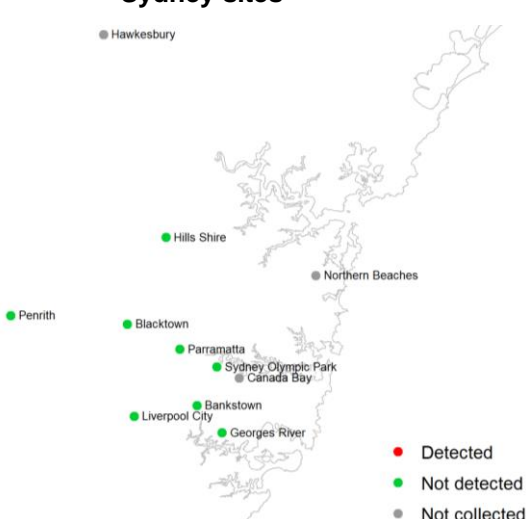 Sydney sites
Hawkesbury
Hills Shire
Northern Beaches
Penrith
Blacktown
Parramatta
Sydney Olympic Park
Canada Bay
Bankstown
Liverpool City
Georges River
Detected
Not detected
Not collected